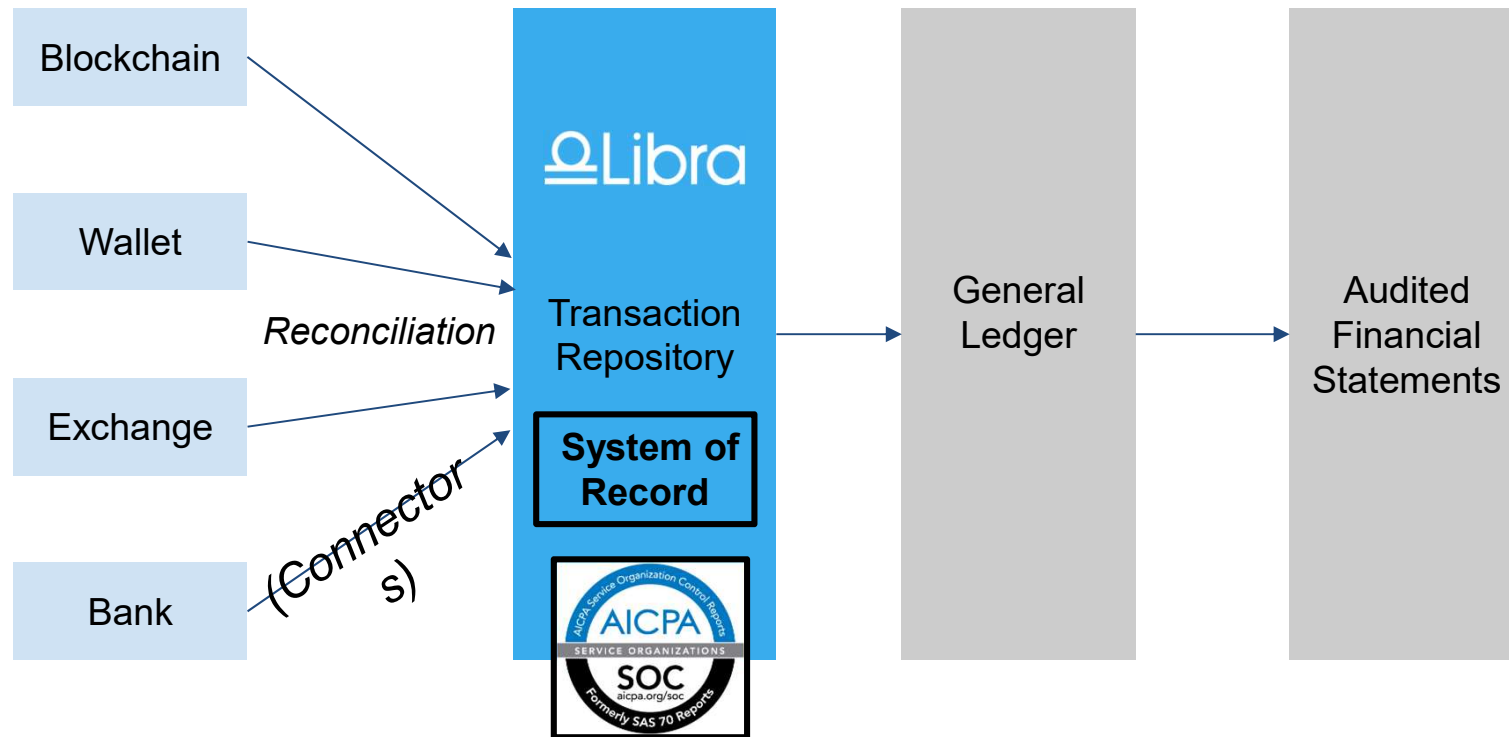 Blockchain
Wallet
Exchange
Bank
Reconciliation
(Connector
s)
Libra
Transaction
Repository
System of
Record
AICPA Service Organization Control Reports
AICPA
SERVICE ORGANIZATIONS
SOC
aicpa.org/soc
Formerly SAS 70 Reports
General
Ledger
Audited
Financial
Statements